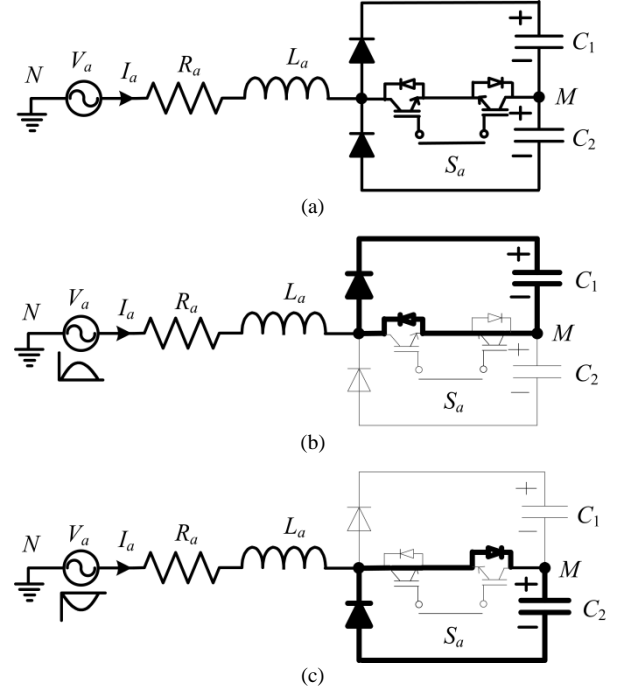 N
V_a
I_a
R_a
L_a
+
−
C_1
M
+
−
C_2
S_a
(a)
N
V_a
I_a
R_a
L_a
+
−
C_1
M
+
−
C_2
S_a
(b)
N
V_a
I_a
R_a
L_a
+
−
C_1
M
+
−
C_2
S_a
(c)